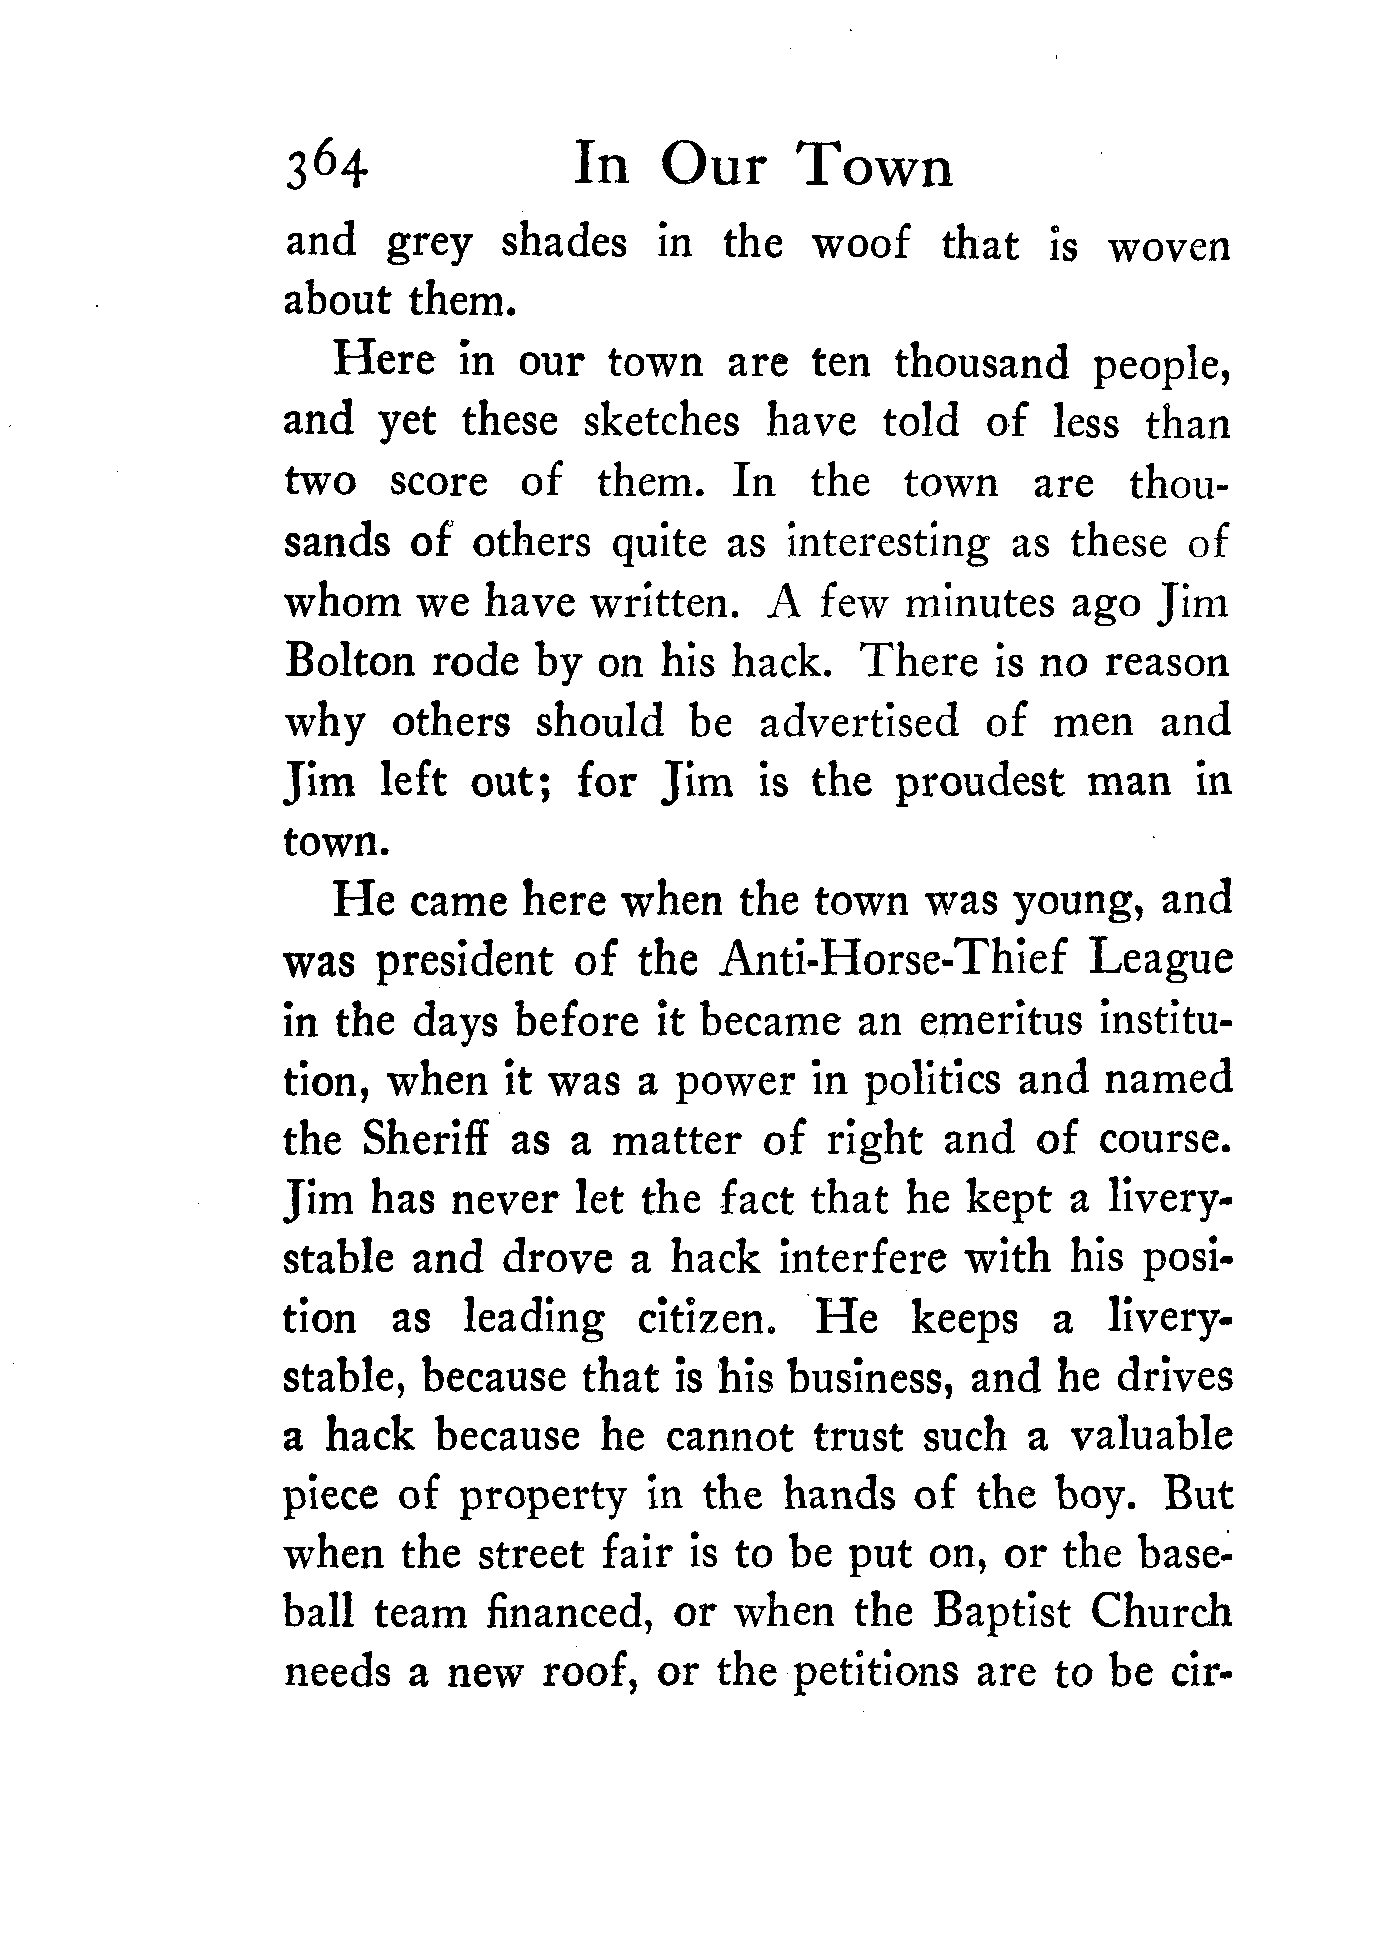 364 In Our Town
and grey shades in the woof that is woven
about them.
Here in our town are ten thousand people,
and yet these sketches have told of less than
two score of them. In the town are thou-
sands of others quite as interesting as these of
whom we have written. A few minutes ago Jim
Bolton rode by on his hack. There is no reason
why others should be advertised of men and
Jim left out; for Jim is the proudest man in
town.
He came here when the town was young, and
was president of the Anti-Horse-Thief League
in the days before it became an emeritus institu-
tion, when it was a power in politics and named
the Sheriff as a matter of right and of course.
Jim has never let the fact that he kept a livery-
stable and drove a hack interfere with his posi-
tion as leading citizen. He keeps a livery-
stable, because that is his business, and he drives
a hack because he cannot trust such a valuable
piece of property in the hands of the boy. But
when the street fair is to be put on, or the base-
ball team financed, or when the Baptist Church
needs a new roof, or the petitions are to be cir-